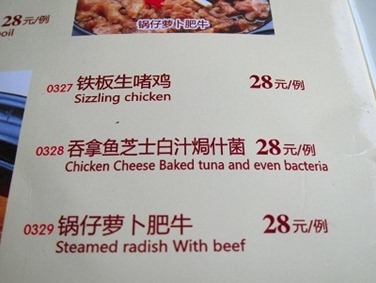 28元/例
oil
锅仔萝卜肥牛
0327 铁板生啫鸡 28元/例
Sizzling chicken
0328 吞拿鱼芝士白汁焗什菌 28元/例
Chicken Cheese Baked tuna and even bacteria
0329 锅仔萝卜肥牛 28元/例
Steamed radish With beef